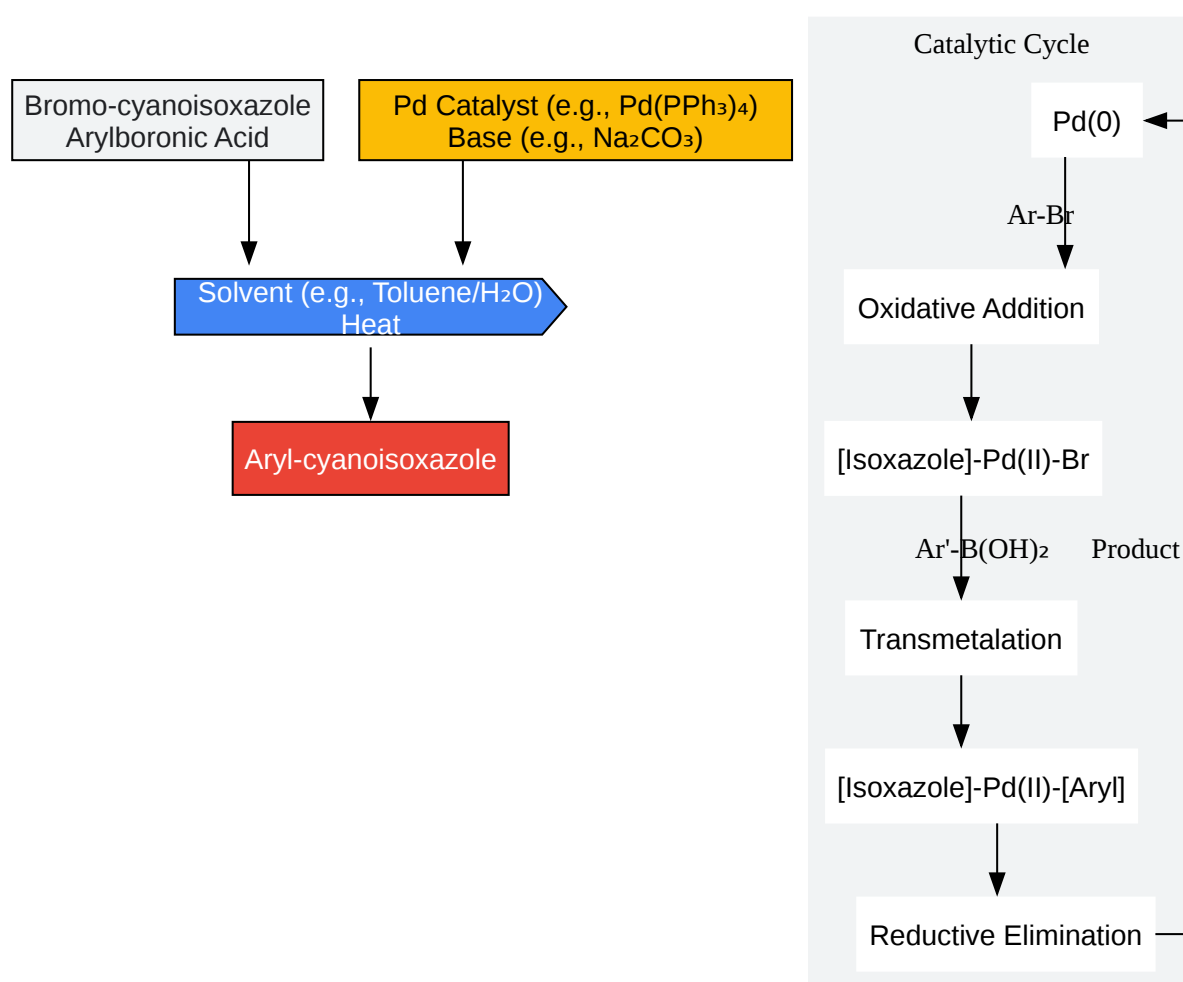 Bromo-cyanoisoxazole
Arylboronic Acid
Pd Catalyst (e.g., Pd(PPh₃)₄)
Base (e.g., Na₂CO₃)
Solvent (e.g., Toluene/H₂O)
Heat
Aryl-cyanoisoxazole
Catalytic Cycle
Pd(0)
Ar-Br
Oxidative Addition
[Isoxazole]-Pd(II)-Br
Ar'-B(OH)₂
Product
Transmetalation
[Isoxazole]-Pd(II)-[Aryl]
Reductive Elimination